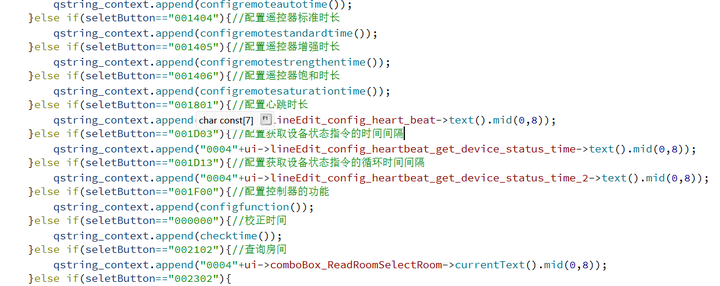 qstring_context.append(configremoteautotime());
}else if(seletButton=="001404"){//配置遥控器标准时长
qstring_context.append(configremotestandardtime());
}else if(seletButton=="001405"){//配置遥控器增强时长
qstring_context.append(configremotestrengthentime());
}else if(seletButton=="001406"){//配置遥控器饱和时长
qstring_context.append(configremotesaturationtime());
}else if(seletButton=="001801"){//配置心跳时长
qstring_context.append char const[7] F1 .ineEdit_config_heart_beat->text().mid(0,8));
}else if(seletButton=="001D03"){//配置获取设备状态指令的时间间隔
qstring_context.append("0004"+ui->lineEdit_config_heartbeat_get_device_status_time->text().mid(0,8));
}else if(seletButton=="001D13"){//配置获取设备状态指令的循环时间间隔
qstring_context.append("0004"+ui->lineEdit_config_heartbeat_get_device_status_time_2->text().mid(0,8));
}else if(seletButton=="001F00"){//配置控制器的功能
qstring_context.append(configfunction());
}else if(seletButton=="000000"){//校正时间
qstring_context.append(checktime());
}else if(seletButton=="002102"){//查询房间
qstring_context.append("0004"+ui->comboBox_ReadRoomSelectRoom->currentText().mid(0,8));
}else if(seletButton=="002302"){